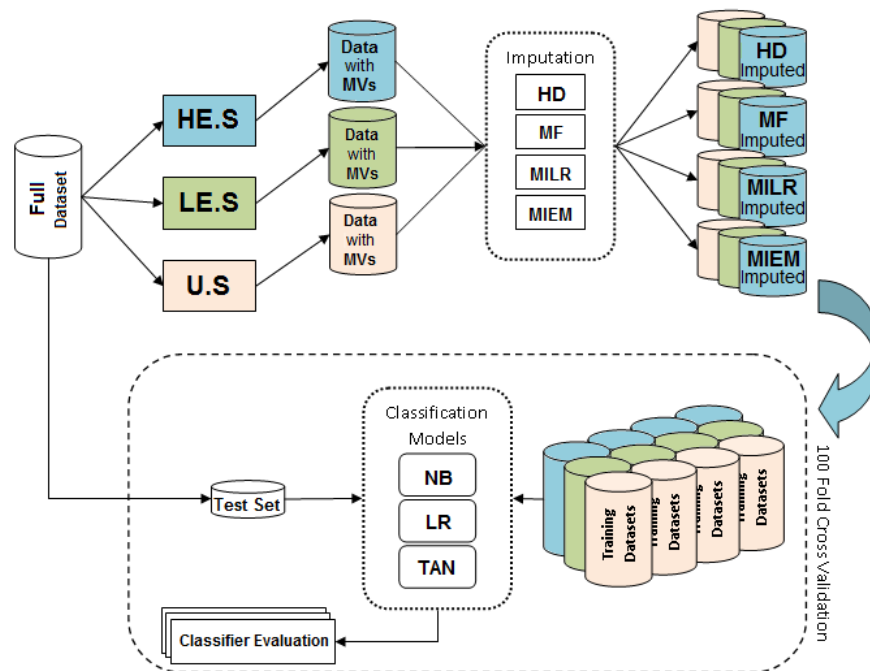 Full
Dataset
HE.S
LE.S
U.S
Data
with
MVs
Data
with
MVs
Data
with
MVs
Imputation
HD
MF
MILR
MIEM
HD
Imputed
MF
Imputed
MILR
Imputed
MIEM
Imputed
100 Fold Cross Validation
Classification
Models
NB
LR
TAN
Test Set
Training
Datasets
Training
Datasets
Training
Datasets
Training
Datasets
Classifier Evaluation